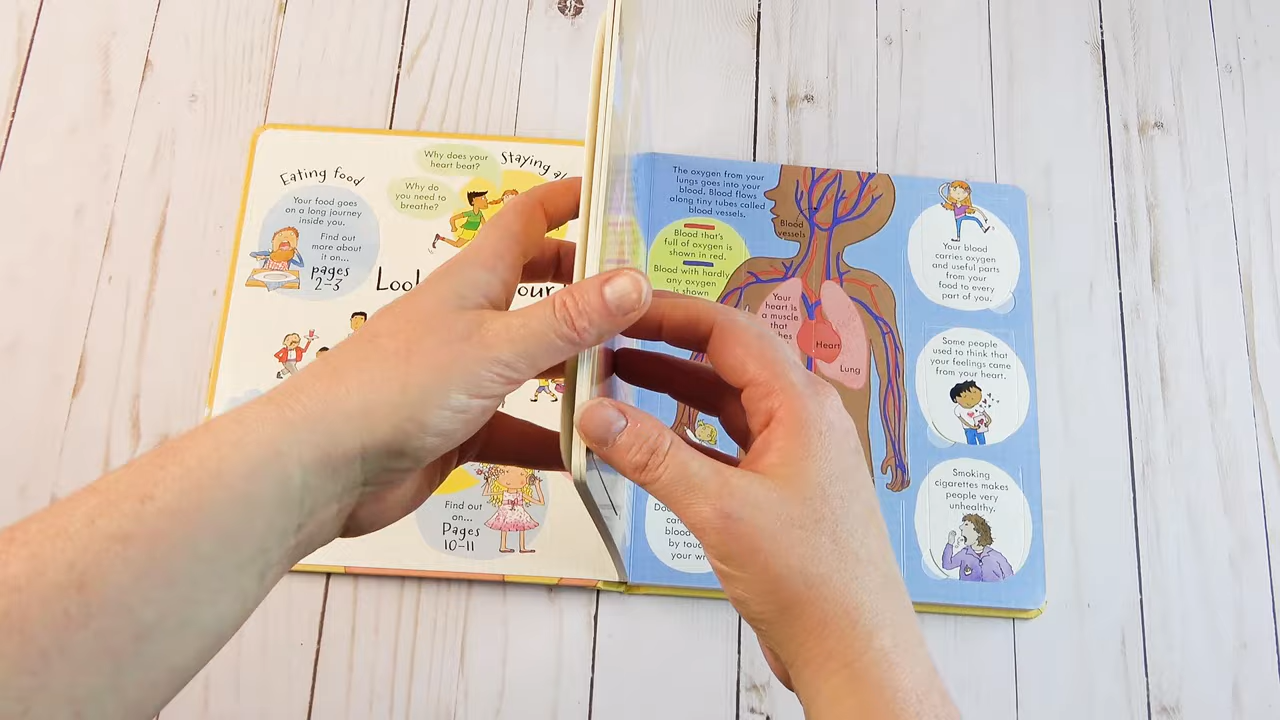 Eating food
Your food goes
on a long journey
inside you.
Find out
more about
it on...
pages
2-3
Why does your
heart beat?
Why do
you need to
breathe?
Staying
Find out
on...
Pages
10-11
The oxygen from your
lungs goes into your
blood. Blood flows
along tiny tubes called
blood vessels.
Blood that's
full of oxygen is
shown in red.
Blood with hardly
any oxygen
is shown
Blood
vessels
Your
heart is
a muscle
that
Heart
Lung
blood
by
your
Your blood
carries oxygen
and useful parts
from your
food to every
part of you.
Some people
used to think that
your feelings came
from your heart.
Smoking
cigarettes makes
people very
unhealthy.